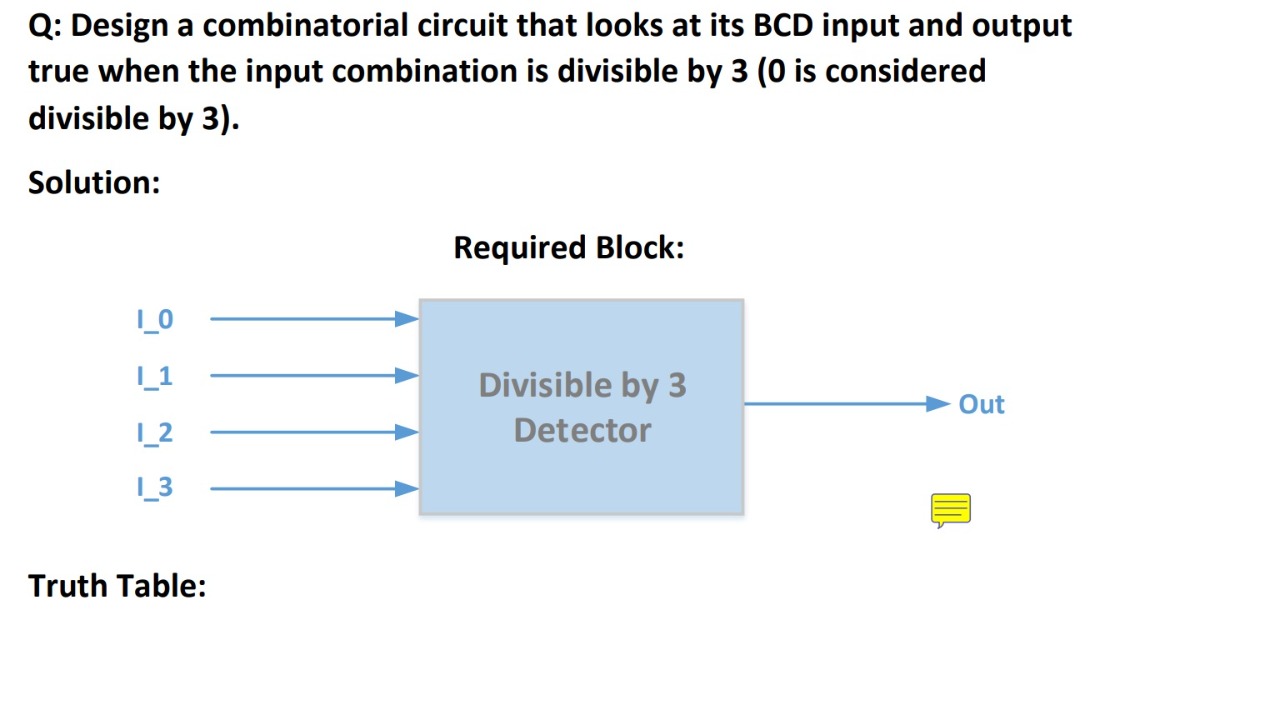 Q: Design a combinatorial circuit that looks at its BCD input and output
true when the input combination is divisible by 3 (0 is considered
divisible by 3).
Solution:
Required Block:
I_0
I_1
I_2
I_3
Divisible by 3
Detector
Out
Truth Table: